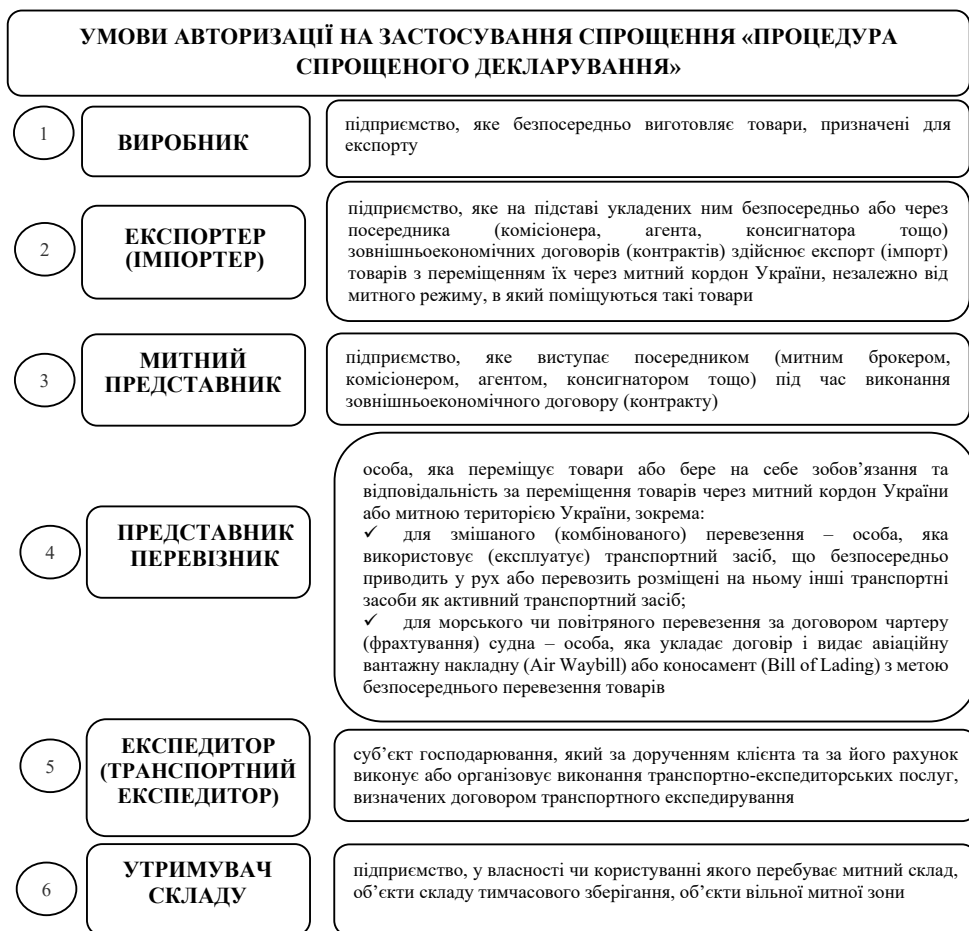 УМОВИ АВТОРИЗАЦІЇ НА ЗАСТОСУВАННЯ СПРОЩЕННЯ «ПРОЦЕДУРА
СПРОЩЕНОГО ДЕКЛАРУВАННЯ»
1
ВИРОБНИК
підприємство, яке безпосередньо виготовляє товари, призначені для
експорту
2
ЕКСПОРТЕР
(ІМПОРТЕР)
підприємство, яке на підставі укладених ним безпосередньо або через
посередника (комісіонера, агента, консигнатора тощо)
зовнішньоекономічних договорів (контрактів) здійснює експорт (імпорт)
товарів з переміщенням їх через митний кордон України, незалежно від
митного режиму, в який поміщуються такі товари
3
МИТНИЙ
ПРЕДСТАВНИК
підприємство, яке виступає посередником (митним брокером,
комісіонером, агентом, консигнатором тощо) під час виконання
зовнішньоекономічного договору (контракту)
4
ПРЕДСТАВНИК
ПЕРЕВІЗНИК
особа, яка переміщує товари або бере на себе зобов’язання та
відповідальність за переміщення товарів через митний кордон України
або митною територією України, зокрема:
✓ для змішаного (комбінованого) перевезення – особа, яка
використовує (експлуатує) транспортний засіб, що безпосередньо
приводить у рух або перевозить розміщені на ньому інші транспортні
засоби як активний транспортний засіб;
✓ для морського чи повітряного перевезення за договором чартеру
(фрахтування) судна – особа, яка укладає договір і видає авіаційну
вантажну накладну (Air Waybill) або коносамент (Bill of Lading) з метою
безпосереднього перевезення товарів
5
ЕКСПЕДИТОР
(ТРАНСПОРТНИЙ
ЕКСПЕДИТОР)
суб’єкт господарювання, який за дорученням клієнта та за його рахунок
виконує або організовує виконання транспортно-експедиторських послуг,
визначених договором транспортного експедирування
6
УТРИМУВАЧ
СКЛАДУ
підприємство, у власності чи користуванні якого перебуває митний склад,
об’єкти складу тимчасового зберігання, об’єкти вільної митної зони